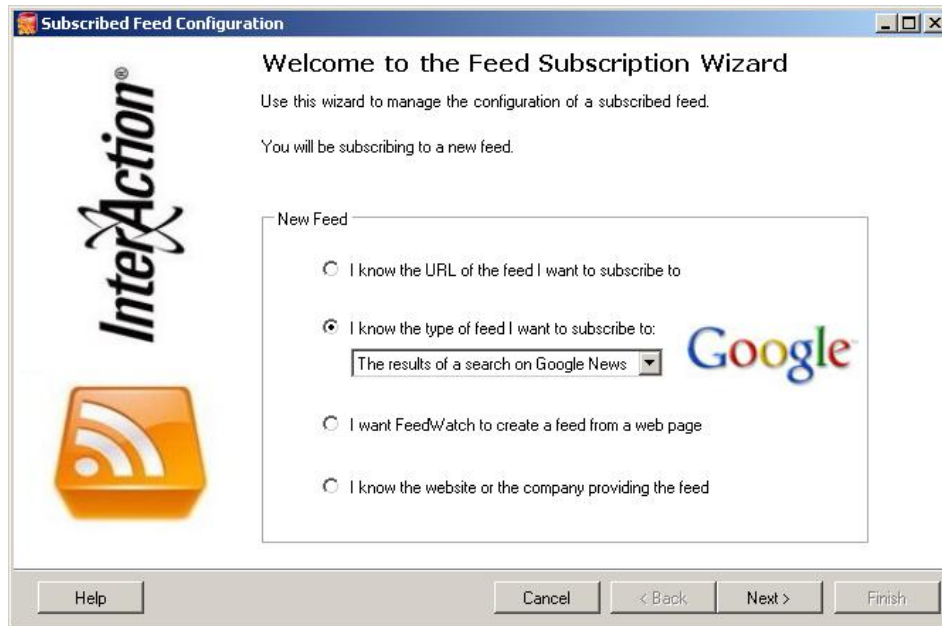 Subscribed Feed Configuration
InterAction®
Welcome to the Feed Subscription Wizard
Use this wizard to manage the configuration of a subscribed feed.
You will be subscribing to a new feed.
New Feed
I know the URL of the feed I want to subscribe to
I know the type of feed I want to subscribe to:
The results of a search on Google News
Google™
I want FeedWatch to create a feed from a web page
I know the website or the company providing the feed
Help
Cancel
< Back
Next >
Finish